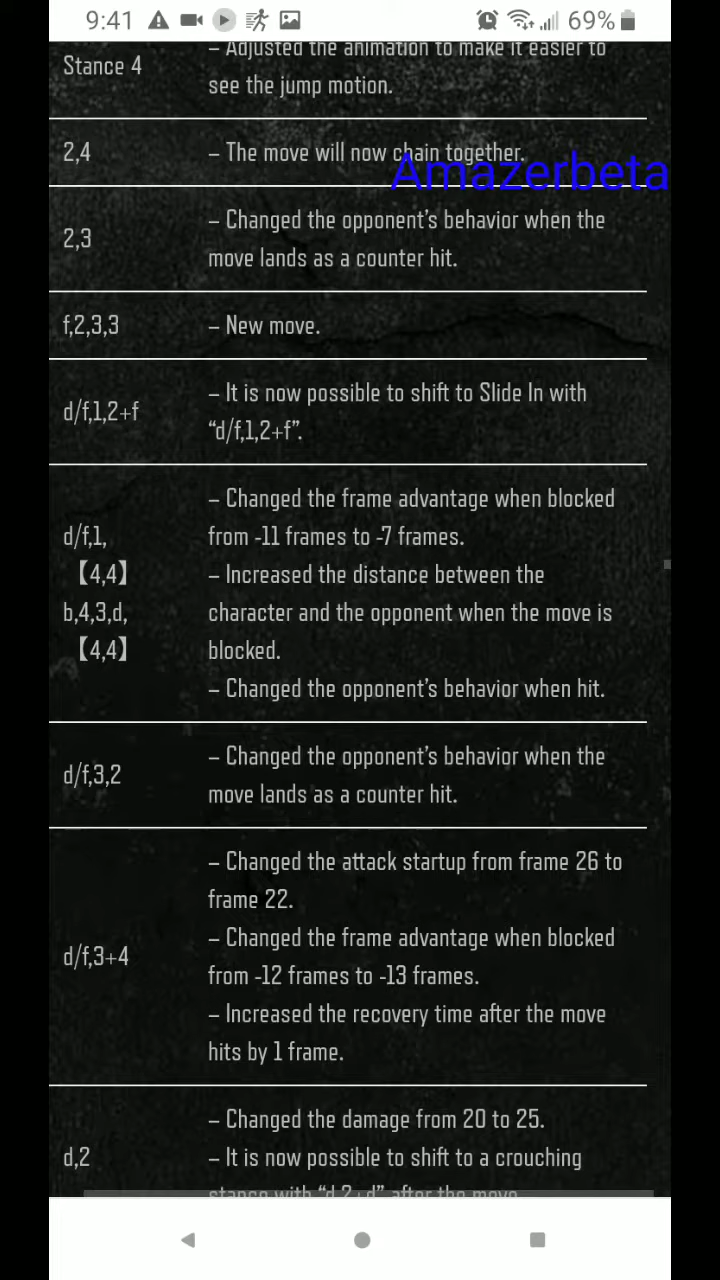 9:41
69%
– Adjusted the animation to make it easier to
Stance 4
see the jump motion.
2,4
– The move will now chain together.
Amazerbeta
2,3
– Changed the opponent’s behavior when the
move lands as a counter hit.
f,2,3,3
– New move.
d/f,1,2+f
– It is now possible to shift to Slide In with
“d/f,1,2+f”.
d/f,1,
【4,4】
b,4,3,d,
【4,4】
– Changed the frame advantage when blocked
from -11 frames to -7 frames.
– Increased the distance between the
character and the opponent when the move is
blocked.
– Changed the opponent’s behavior when hit.
d/f,3,2
– Changed the opponent’s behavior when the
move lands as a counter hit.
d/f,3+4
– Changed the attack startup from frame 26 to
frame 22.
– Changed the frame advantage when blocked
from -12 frames to -13 frames.
– Increased the recovery time after the move
hits by 1 frame.
d,2
– Changed the damage from 20 to 25.
– It is now possible to shift to a crouching
stance with “d,2+d” after the move